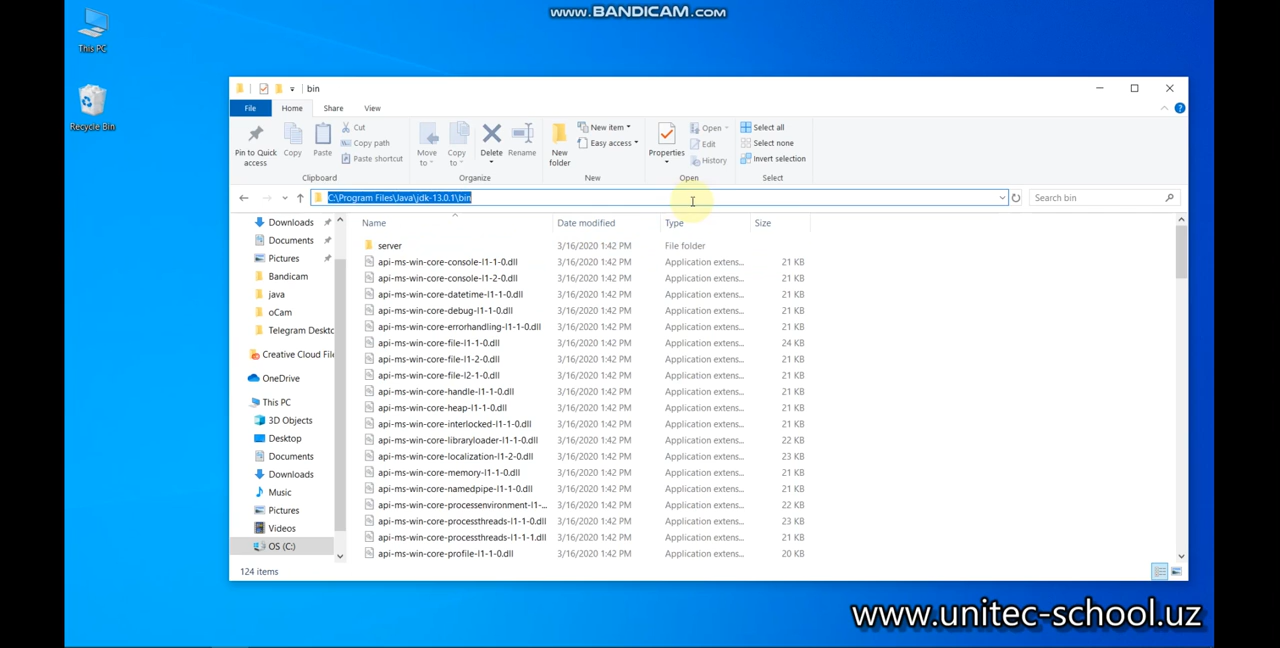 www.BANDICAM.com
This PC
Recycle Bin
bin
File Home Share View
Pin to Quick access
Copy
Paste
Cut
Copy path
Paste shortcut
Clipboard
Move to
Copy to
Delete
Rename
Organize
New folder
New item
Easy access
New
Properties
Open
Edit
History
Open
Select all
Select none
Invert selection
Select
C:\Program Files\Java\jdk-13.0.1\bin
Search bin
Downloads
Documents
Pictures
Bandicam
java
oCam
Telegram Deskto
Creative Cloud File
OneDrive
This PC
3D Objects
Desktop
Documents
Downloads
Music
Pictures
Videos
OS (C:)
Name Date modified Type Size
server 3/16/2020 1:42 PM File folder
api-ms-win-core-console-l1-1-0.dll 3/16/2020 1:42 PM Application extens... 21 KB
api-ms-win-core-console-l1-2-0.dll 3/16/2020 1:42 PM Application extens... 21 KB
api-ms-win-core-datetime-l1-1-0.dll 3/16/2020 1:42 PM Application extens... 21 KB
api-ms-win-core-debug-l1-1-0.dll 3/16/2020 1:42 PM Application extens... 21 KB
api-ms-win-core-errorhandling-l1-1-0.dll 3/16/2020 1:42 PM Application extens... 21 KB
api-ms-win-core-file-l1-1-0.dll 3/16/2020 1:42 PM Application extens... 24 KB
api-ms-win-core-file-l1-2-0.dll 3/16/2020 1:42 PM Application extens... 21 KB
api-ms-win-core-file-l2-1-0.dll 3/16/2020 1:42 PM Application extens... 21 KB
api-ms-win-core-handle-l1-1-0.dll 3/16/2020 1:42 PM Application extens... 21 KB
api-ms-win-core-heap-l1-1-0.dll 3/16/2020 1:42 PM Application extens... 21 KB
api-ms-win-core-interlocked-l1-1-0.dll 3/16/2020 1:42 PM Application extens... 21 KB
api-ms-win-core-libraryloader-l1-1-0.dll 3/16/2020 1:42 PM Application extens... 22 KB
api-ms-win-core-localization-l1-2-0.dll 3/16/2020 1:42 PM Application extens... 23 KB
api-ms-win-core-memory-l1-1-0.dll 3/16/2020 1:42 PM Application extens... 21 KB
api-ms-win-core-namedpipe-l1-1-0.dll 3/16/2020 1:42 PM Application extens... 21 KB
api-ms-win-core-processenvironment-l1-... 3/16/2020 1:42 PM Application extens... 22 KB
api-ms-win-core-processthreads-l1-1-0.dll 3/16/2020 1:42 PM Application extens... 23 KB
api-ms-win-core-processthreads-l1-1-1.dll 3/16/2020 1:42 PM Application extens... 21 KB
api-ms-win-core-profile-l1-1-0.dll 3/16/2020 1:42 PM Application extens... 20 KB
124 items
www.unitec-school.uz